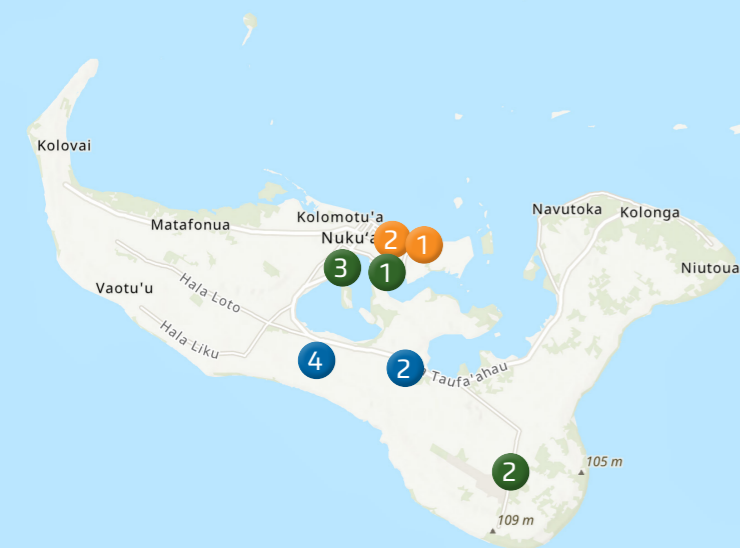 Kolovai
Matafonua
Kolomotu'a
Nukuʻa
2
1
3
1
Navutoka
Kolonga
Niutoua
Vaotu'u
Hala Loto
Hala Liku
4
2
Taufa'ahau
2
105 m
109 m